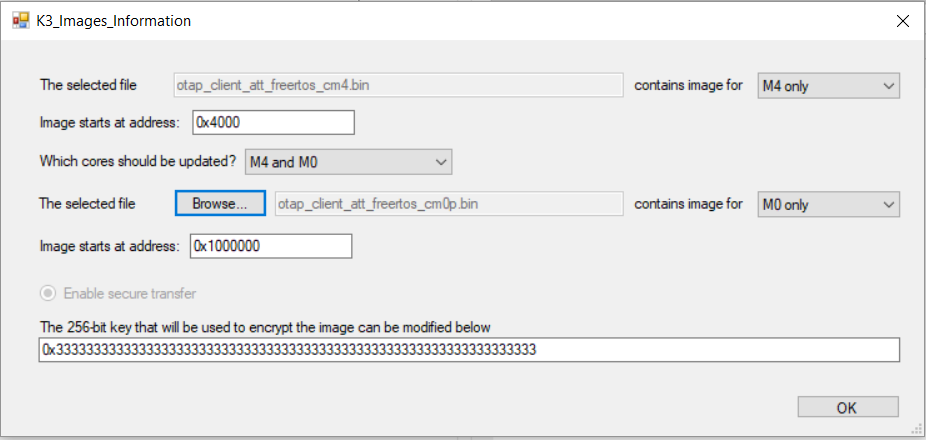 K3_Images_Information
The selected file otap_client_att_freertos_cm4.bin contains image for M4 only
Image starts at address: 0x4000
Which cores should be updated? M4 and M0
The selected file Browse... otap_client_att_freertos_cm0p.bin contains image for M0 only
Image starts at address: 0x1000000
Enable secure transfer
The 256-bit key that will be used to encrypt the image can be modified below
0x3333333333333333333333333333333333333333333333333333333333333333
OK